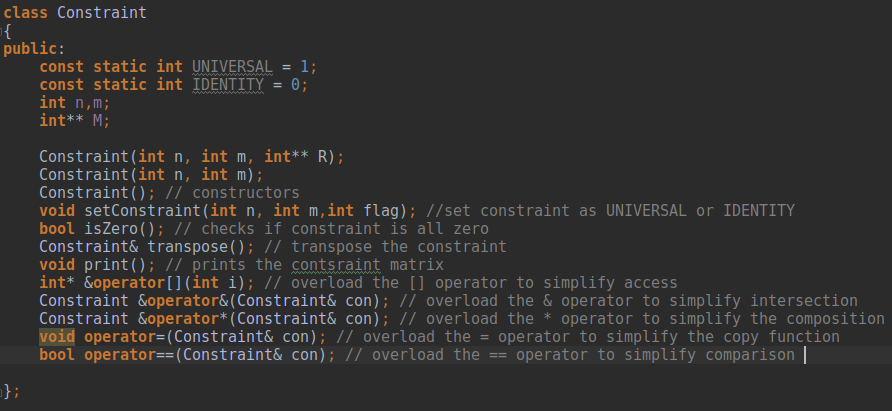 class Constraint
{
public:
    const static int UNIVERSAL = 1;
    const static int IDENTITY = 0;
    int n,m;
    int** M;

    Constraint(int n, int m, int** R);
    Constraint(int n, int m);
    Constraint(); // constructors
    void setConstraint(int n, int m,int flag); //set constraint as UNIVERSAL or IDENTITY
    bool isZero(); // checks if constraint is all zero
    Constraint& transpose(); // transpose the constraint
    void print(); // prints the contsraint matrix
    int* &operator[](int i); // overload the [] operator to simplify access
    Constraint &operator&(Constraint& con); // overload the & operator to simplify intersection
    Constraint &operator*(Constraint& con); // overload the * operator to simplify the composition
    void operator=(Constraint& con); // overload the = operator to simplify the copy function
    bool operator==(Constraint& con); // overload the == operator to simplify comparison

};